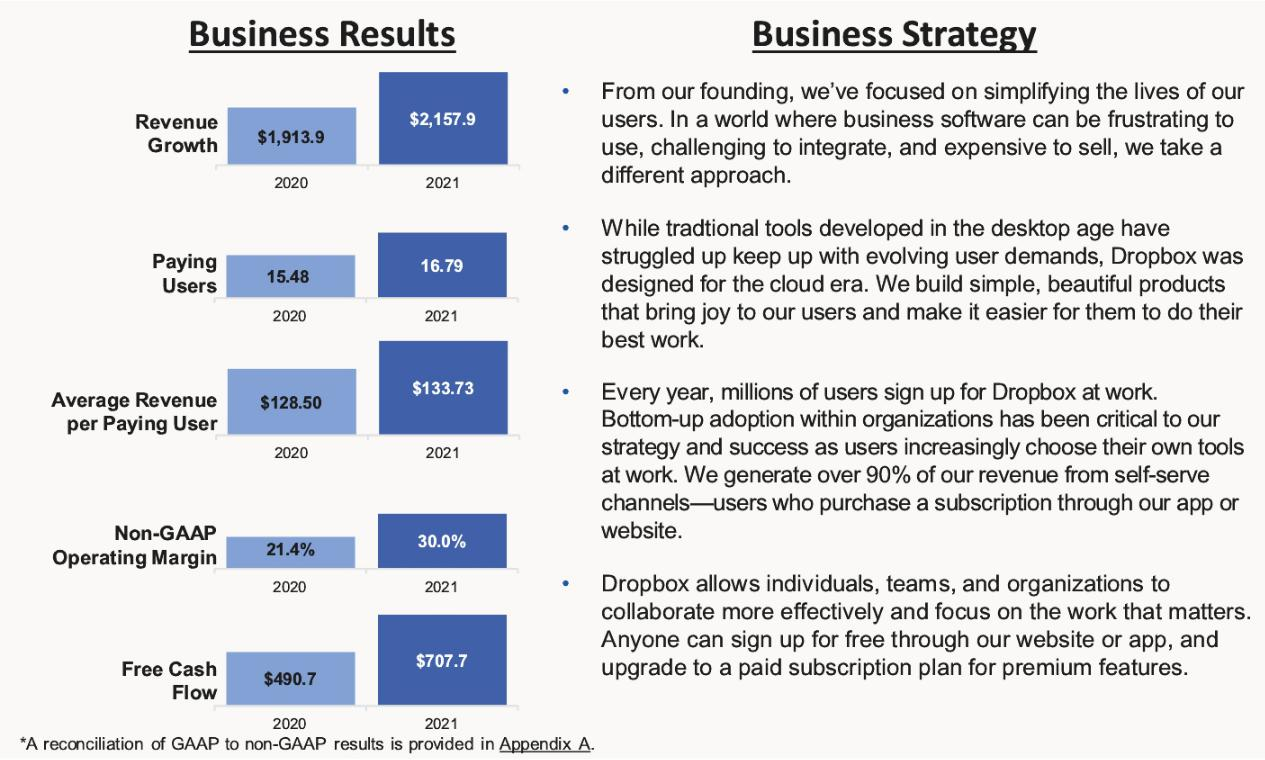 Business Results
Revenue
Growth
$1,913.9
$2,157.9
2020
2021
Paying
Users
15.48
16.79
2020
2021
Average Revenue
per Paying User
$128.50
$133.73
2020
2021
Non-GAAP
Operating Margin
21.4%
30.0%
2020
2021
Free Cash
Flow
$490.7
$707.7
2020
2021
*A reconciliation of GAAP to non-GAAP results is provided in Appendix A.
Business Strategy
• From our founding, we’ve focused on simplifying the lives of our
users. In a world where business software can be frustrating to
use, challenging to integrate, and expensive to sell, we take a
different approach.
• While tradtional tools developed in the desktop age have
struggled up keep up with evolving user demands, Dropbox was
designed for the cloud era. We build simple, beautiful products
that bring joy to our users and make it easier for them to do their
best work.
• Every year, millions of users sign up for Dropbox at work.
Bottom-up adoption within organizations has been critical to our
strategy and success as users increasingly choose their own tools
at work. We generate over 90% of our revenue from self-serve
channels—users who purchase a subscription through our app or
website.
• Dropbox allows individuals, teams, and organizations to
collaborate more effectively and focus on the work that matters.
Anyone can sign up for free through our website or app, and
upgrade to a paid subscription plan for premium features.